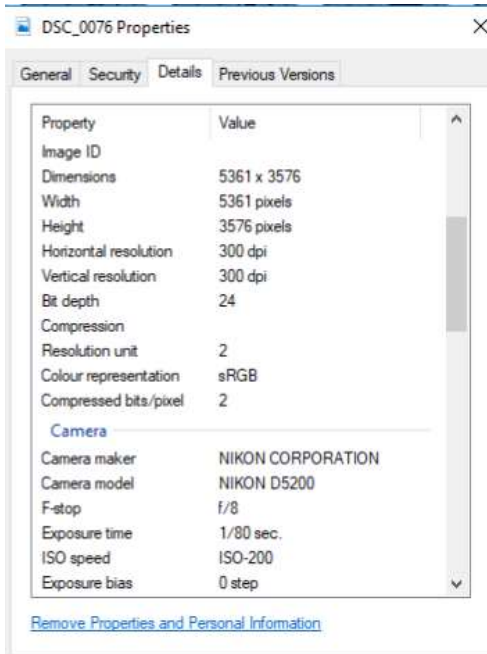 DSC_0076 Properties
General Security Details Previous Versions
Property Value
Image ID
Dimensions 5361 x 3576
Width 5361 pixels
Height 3576 pixels
Horizontal resolution 300 dpi
Vertical resolution 300 dpi
Bit depth 24
Compression
Resolution unit 2
Colour representation sRGB
Compressed bits/pixel 2
Camera
Camera maker NIKON CORPORATION
Camera model NIKON D5200
F-stop f/8
Exposure time 1/80 sec.
ISO speed ISO-200
Exposure bias 0 step
Remove Properties and Personal Information